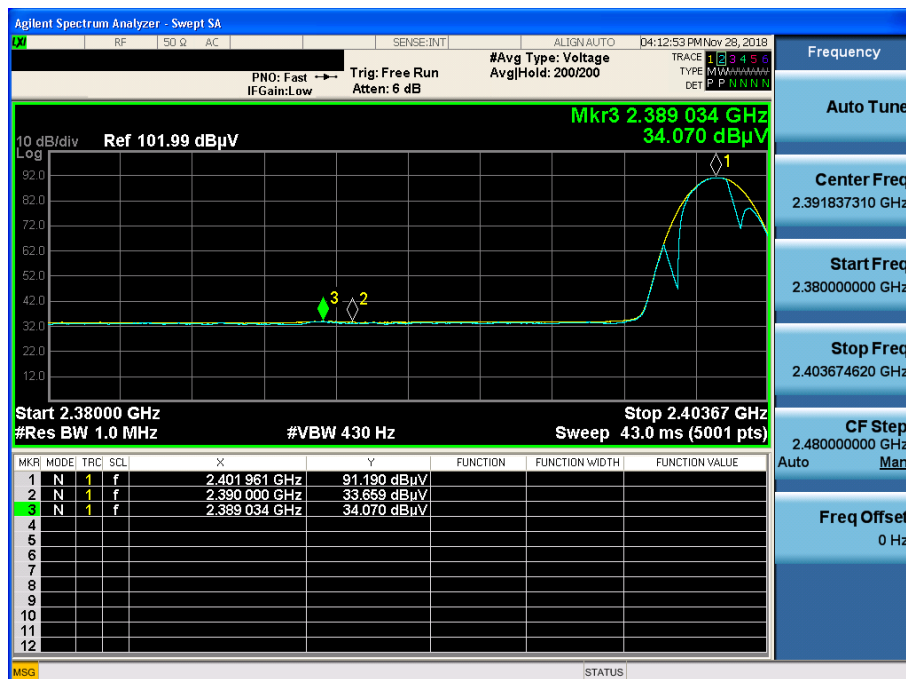 Agilent Spectrum Analyzer - Swept SA
LXI RF 50 Ω AC SENSE:INT ALIGN AUTO 04:12:53 PM Nov 28, 2018
PNO: Fast
IFGain:Low
Trig: Free Run
Atten: 6 dB
#Avg Type: Voltage
Avg|Hold: 200/200
TRACE 1 2 3 4 5 6
TYPE M W W W W W
DET P P N N N N
Mkr3 2.389 034 GHz
34.070 dBµV
10 dB/div Ref 101.99 dBµV
Log
92.0
82.0
72.0
62.0
52.0
42.0
32.0
22.0
12.0
1
3
2
Start 2.38000 GHz Stop 2.40367 GHz
#Res BW 1.0 MHz #VBW 430 Hz Sweep 43.0 ms (5001 pts)
MKR MODE TRC SCL X Y FUNCTION FUNCTION WIDTH FUNCTION VALUE
1 N 1 f 2.401 961 GHz 91.190 dBµV
2 N 1 f 2.390 000 GHz 33.659 dBµV
3 N 1 f 2.389 034 GHz 34.070 dBµV
4
5
6
7
8
9
10
11
12
MSG STATUS
Frequency
Auto Tune
Center Freq
2.391837310 GHz
Start Freq
2.380000000 GHz
Stop Freq
2.403674620 GHz
CF Step
2.480000000 GHz
Auto Man
Freq Offset
0 Hz